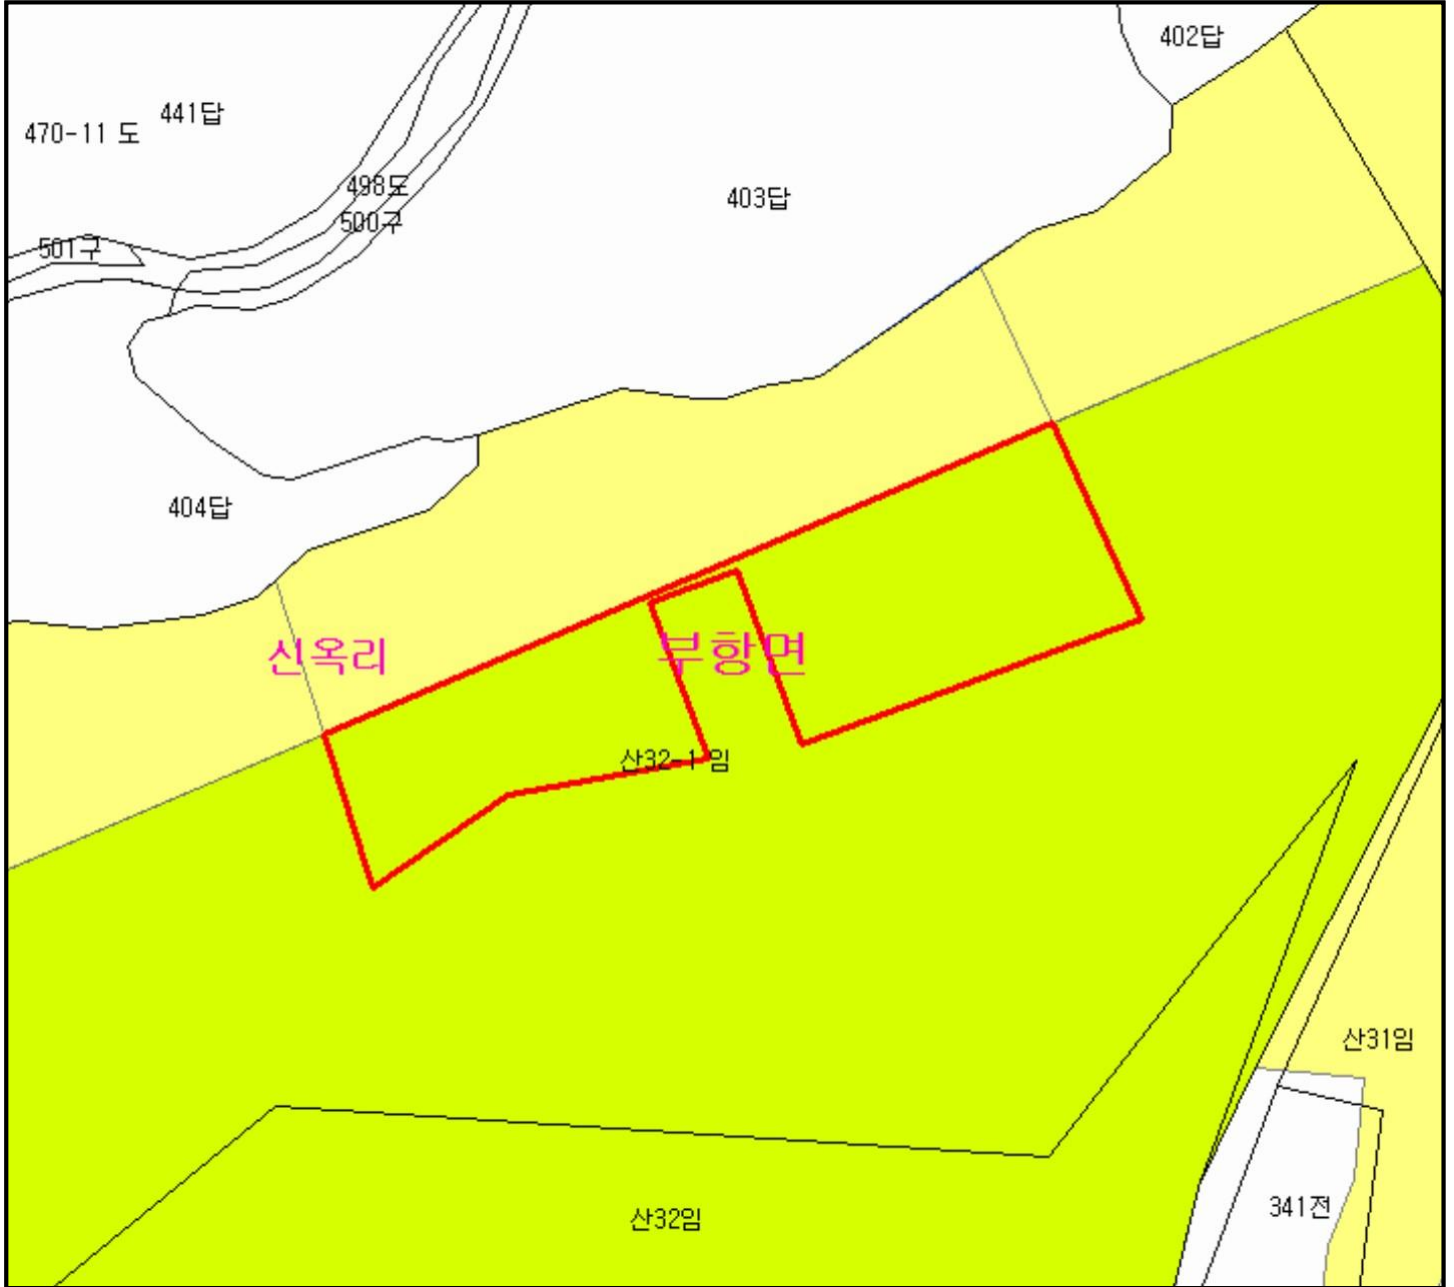 402답
441답
470-11 도
498도
403답
500구
501구
404답
신옥리
부항면
산32-1 임
산31임
341전
산32임